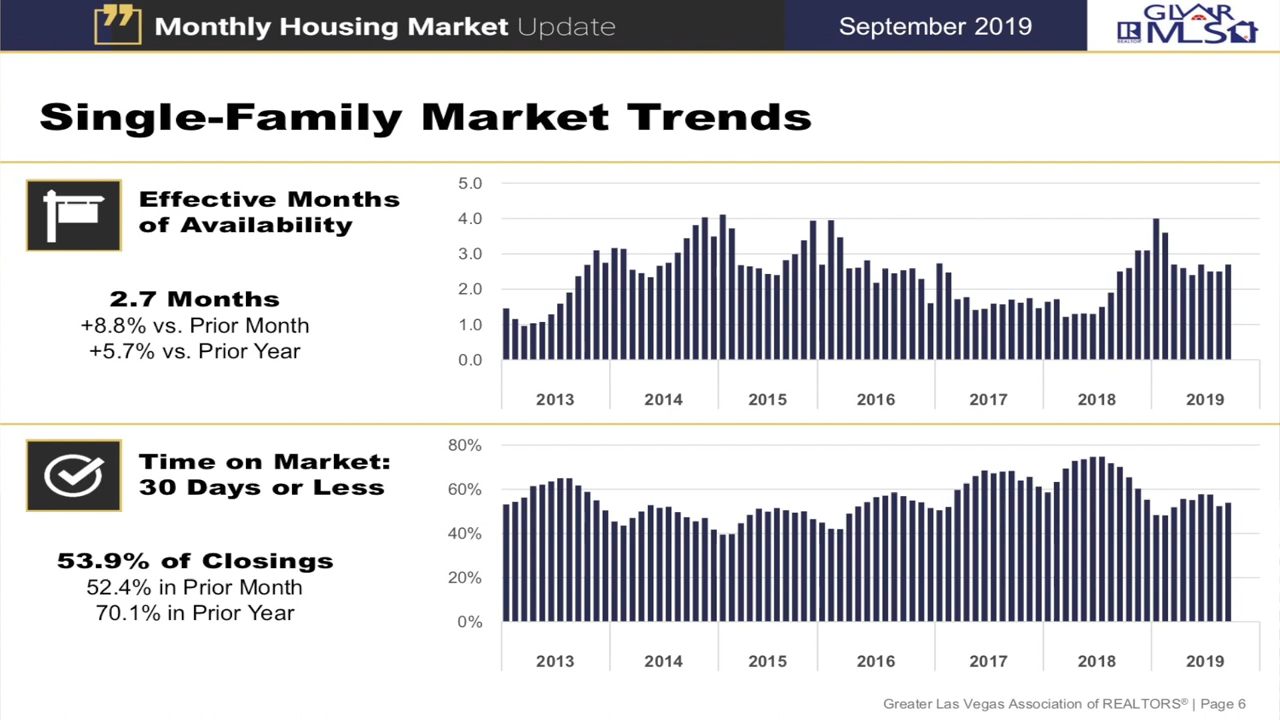 Monthly Housing Market Update
September 2019
GLVAR
REALTOR
MLS
Single-Family Market Trends
Effective Months
of Availability
2.7 Months
+8.8% vs. Prior Month
+5.7% vs. Prior Year
5.0
4.0
3.0
2.0
1.0
0.0
2013 2014 2015 2016 2017 2018 2019
Time on Market:
30 Days or Less
53.9% of Closings
52.4% in Prior Month
70.1% in Prior Year
80%
60%
40%
20%
0%
2013 2014 2015 2016 2017 2018 2019
Greater Las Vegas Association of REALTORS® | Page 6